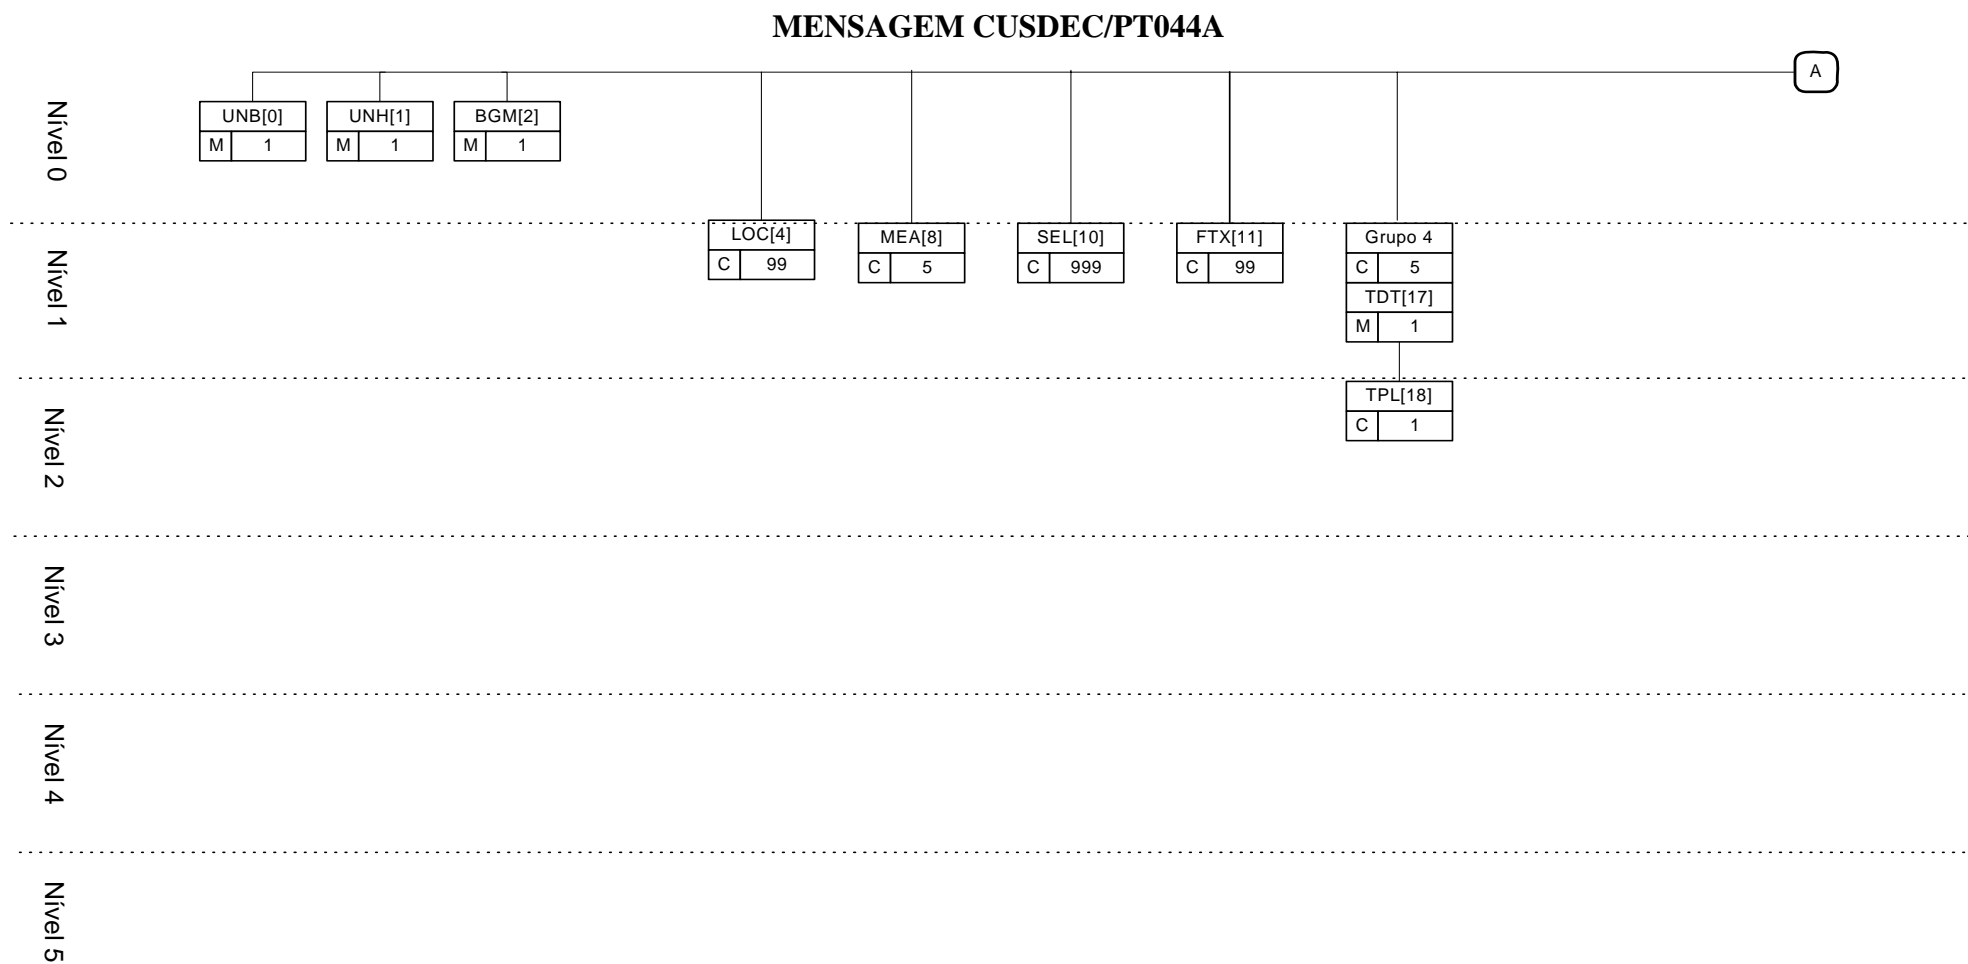 MENSAGEM CUSDEC/PT044A
A
Nível 0
UNB[0] UNH[1] BGM[2]
M 1 M 1 M 1
Nível 1
LOC[4] MEA[8] SEL[10] FTX[11] Grupo 4
C 99 C 5 C 999 C 99 C 5
TDT[17]
M 1
Nível 2
TPL[18]
C 1
Nível 3
Nível 4
Nível 5